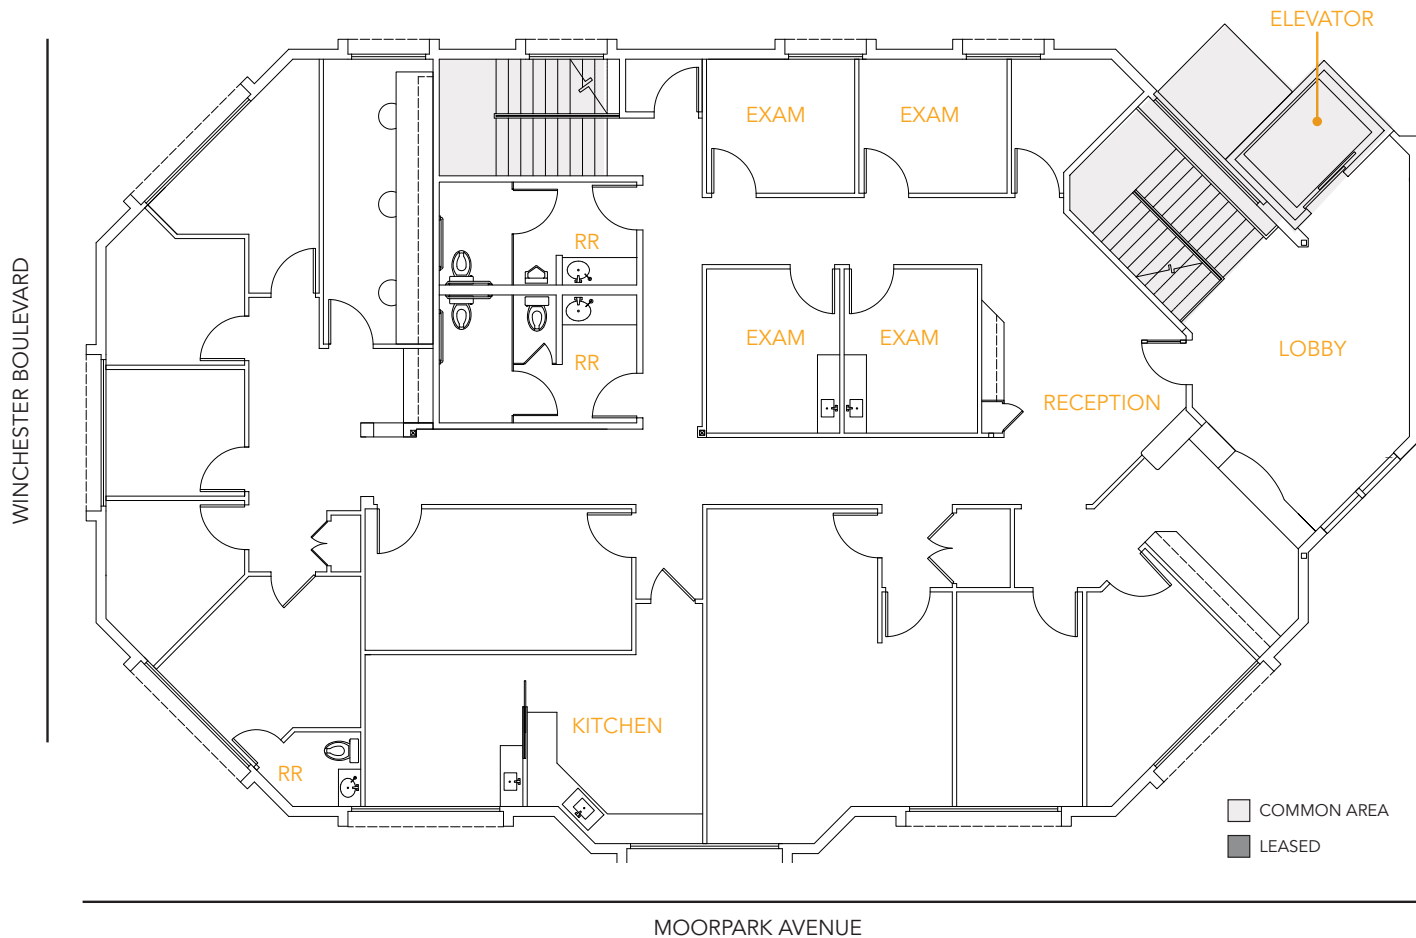 ELEVATOR
EXAM
EXAM
RR
EXAM
EXAM
LOBBY
RR
RECEPTION
WINCHESTER BOULEVARD
KITCHEN
RR
COMMON AREA
LEASED
MOORPARK AVENUE